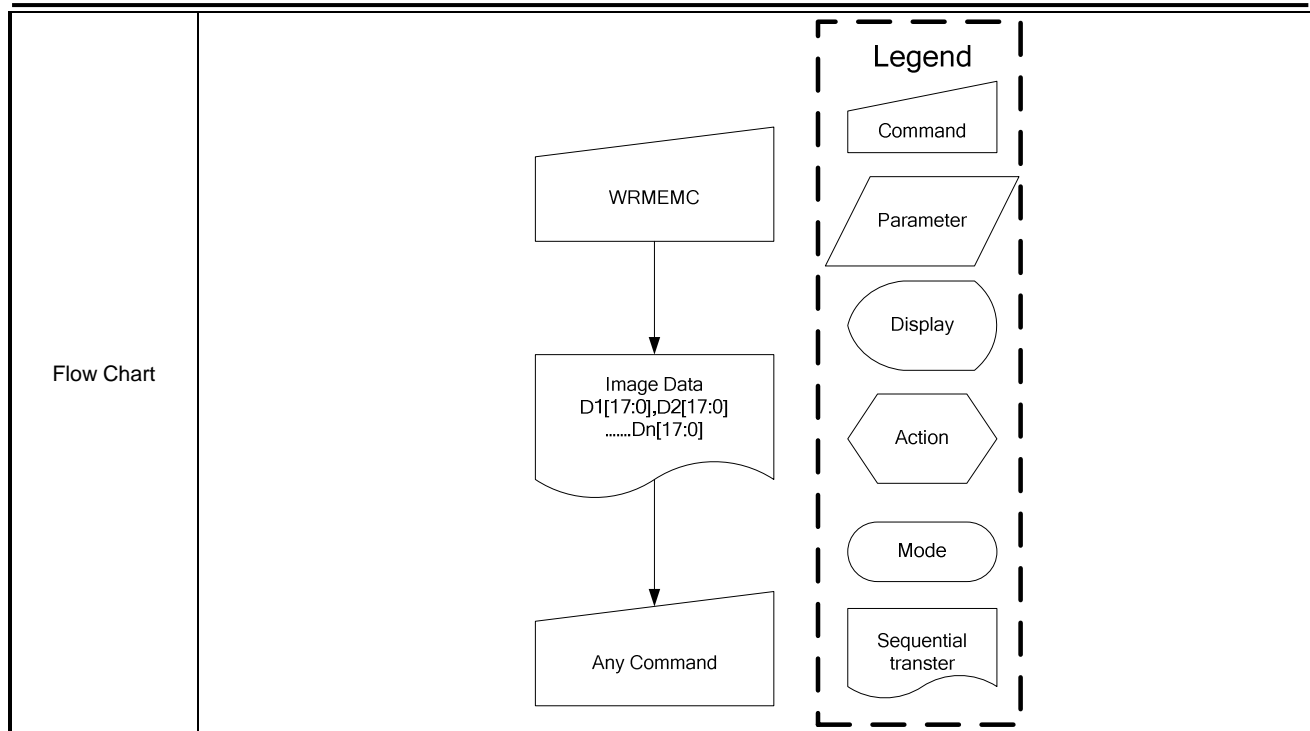 Flow Chart
WRMEMC
Image Data
D1[17:0],D2[17:0]
.......Dn[17:0]
Any Command
Legend
Command
Parameter
Display
Action
Mode
Sequential
transter